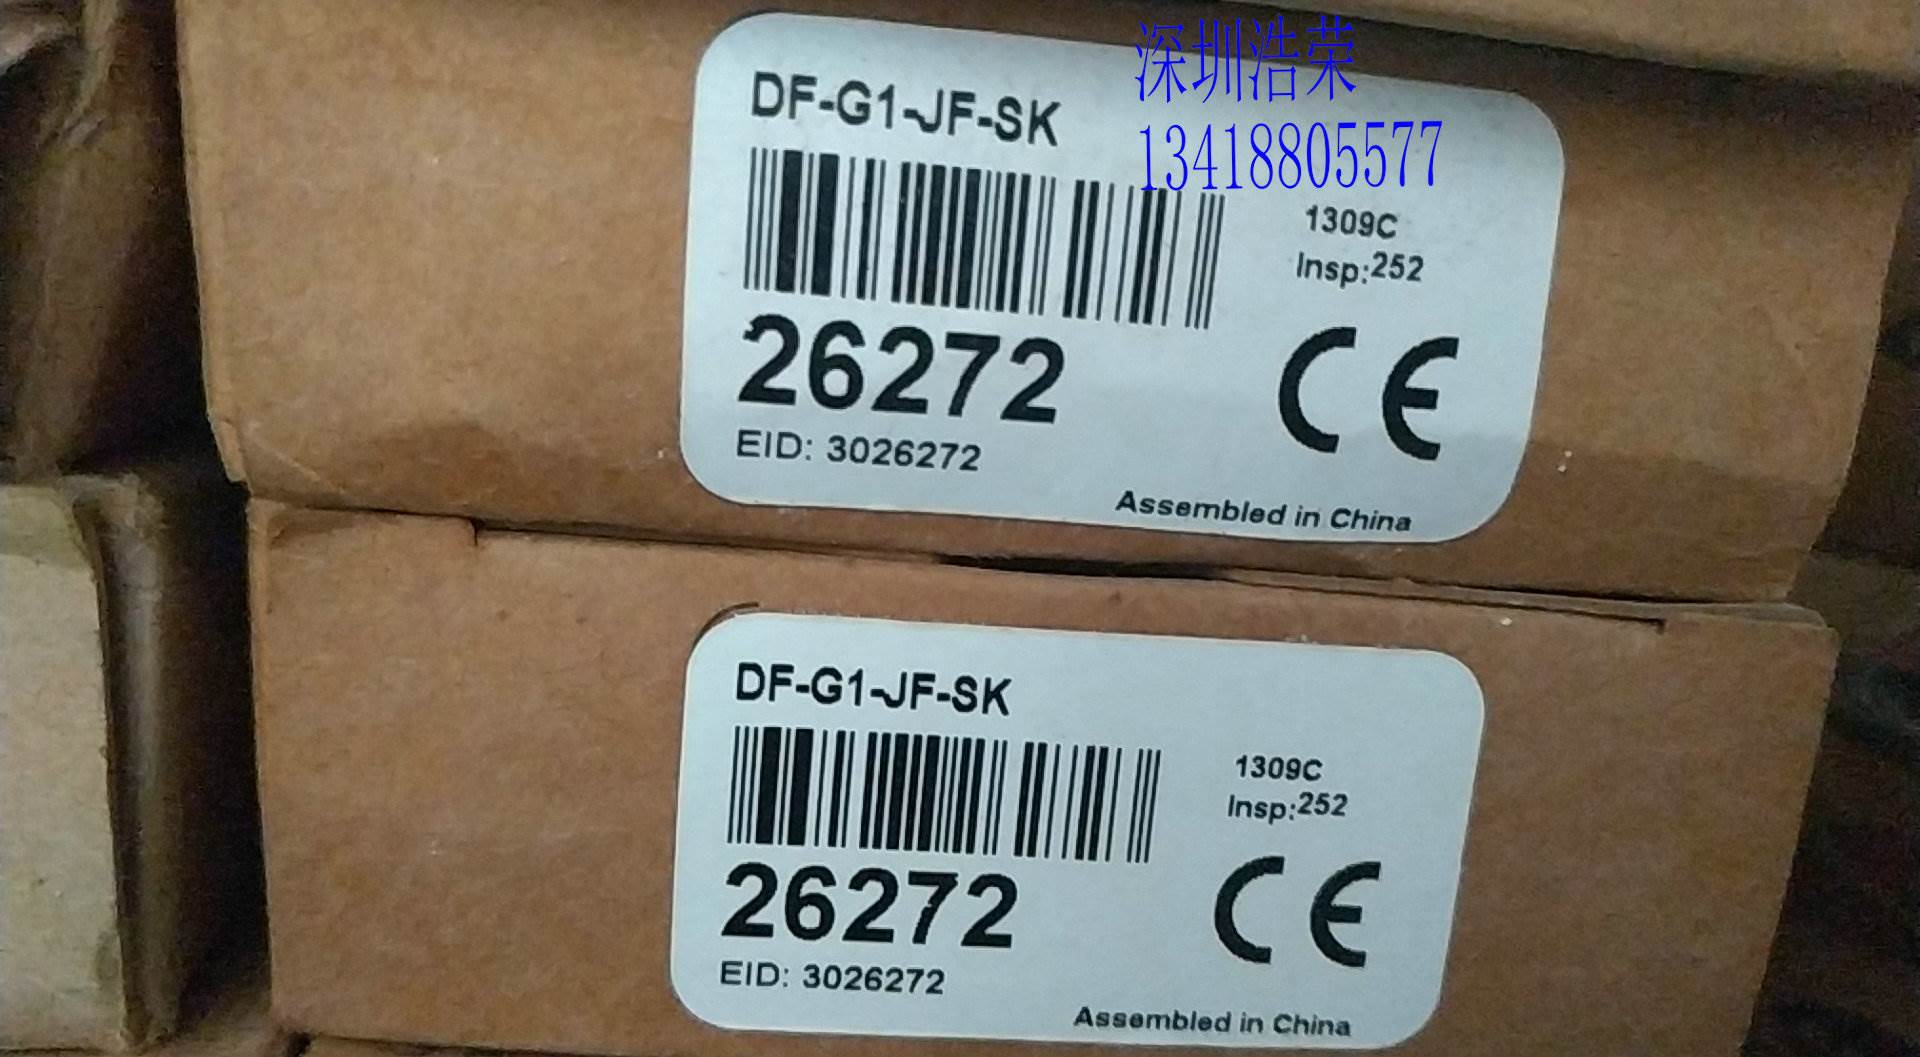 深圳浩荣
13418805577
DF-G1-JF-SK
1309C
Insp:252
26272
CE
EID: 3026272
Assembled in China
DF-G1-JF-SK
1309C
Insp:252
26272
CE
EID: 3026272
Assembled in China